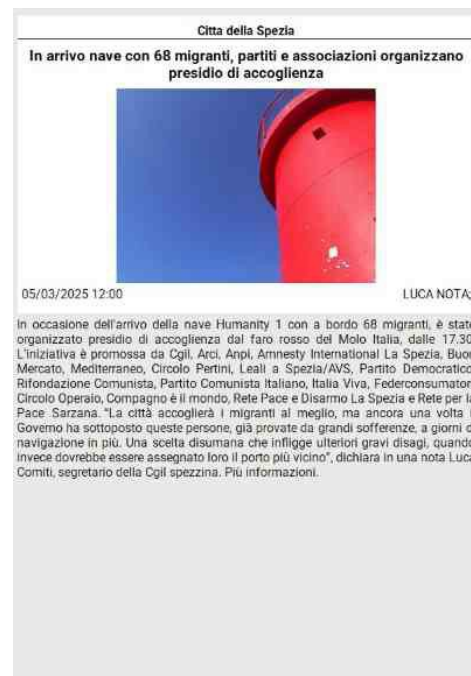 Citta della Spezia
In arrivo nave con 68 migranti, partiti e associazioni organizzano
presidio di accoglienza
05/03/2025 12:00
LUCA NOTA;
In occasione dell'arrivo della nave Humanity 1 con a bordo 68 migranti, è stato
organizzato presidio di accoglienza dal faro rosso del Molo Italia, dalle 17.30.
L'iniziativa è promossa da Cgil, Arci, Anpi, Amnesty International La Spezia, Buon
Mercato, Mediterraneo, Circolo Pertini, Leali a Spezia/AVS, Partito Democratico,
Rifondazione Comunista, Partito Comunista Italiano, Italia Viva, Federconsumatori
Circolo Operaio, Compagno è il mondo, Rete Pace e Disarmo La Spezia e Rete per la
Pace Sarzana. "La città accoglierà i migranti al meglio, ma ancora una volta i
Governo ha sottoposto queste persone, già provate da grandi sofferenze, a giorni d
navigazione in più. Una scelta disumana che infligge ulteriori gravi disagi, quando
invece dovrebbe essere assegnato loro il porto più vicino", dichiara in una nota Luca
Comiti, segretario della Cgil spezzina. Più informazioni.